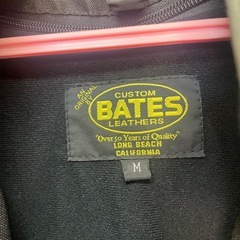 AN ORIGINAL BY
CUSTOM
BATES
LEATHERS
"Over 50 Years of Quality"
LONG BEACH
CALIFORNIA
M